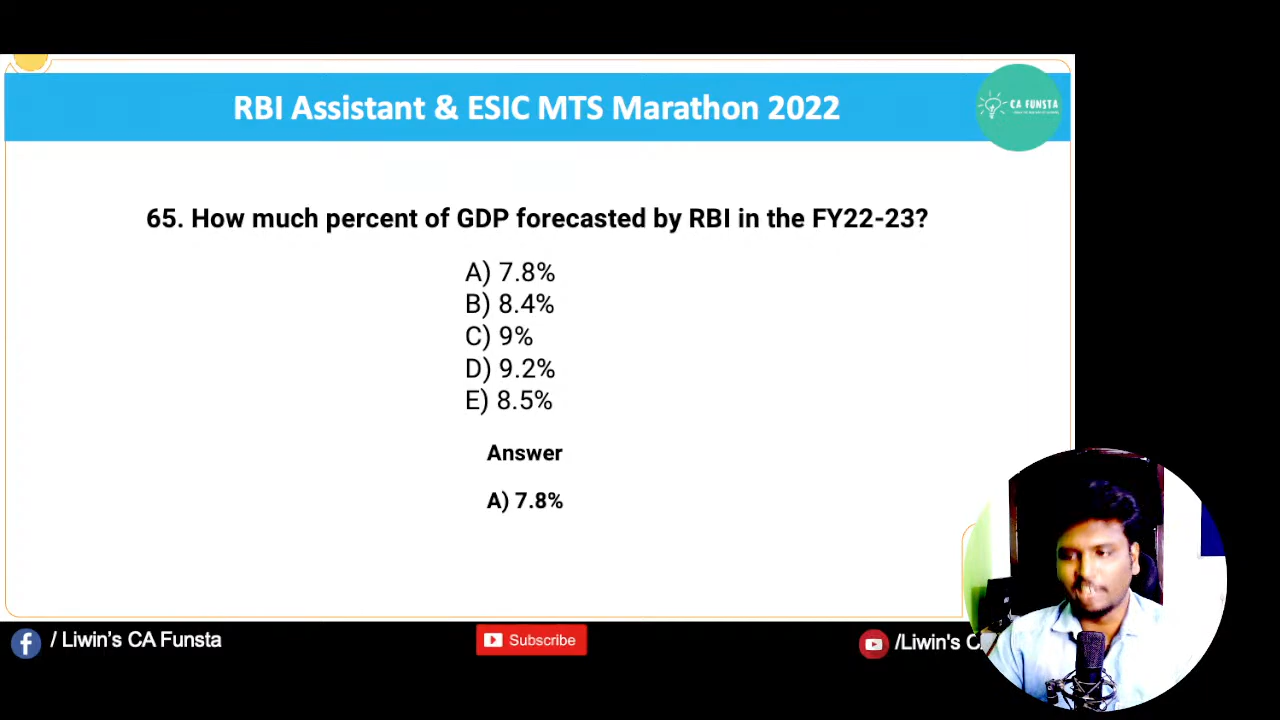 RBI Assistant & ESIC MTS Marathon 2022
CA FUNSTA
65. How much percent of GDP forecasted by RBI in the FY22-23?
A) 7.8%
B) 8.4%
C) 9%
D) 9.2%
E) 8.5%
Answer
A) 7.8%
/ Liwin's CA Funsta
Subscribe
/Liwin's